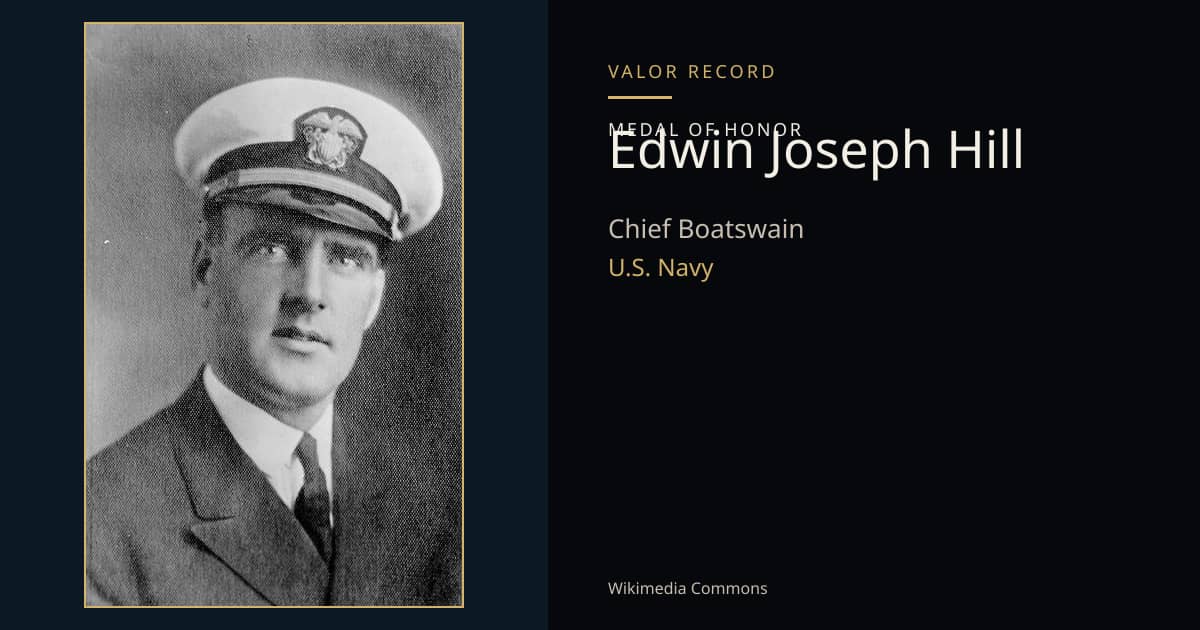 VALOR RECORD
MEDAL OF HONOR
Edwin Joseph Hill
Chief Boatswain
U.S. Navy
Wikimedia Commons